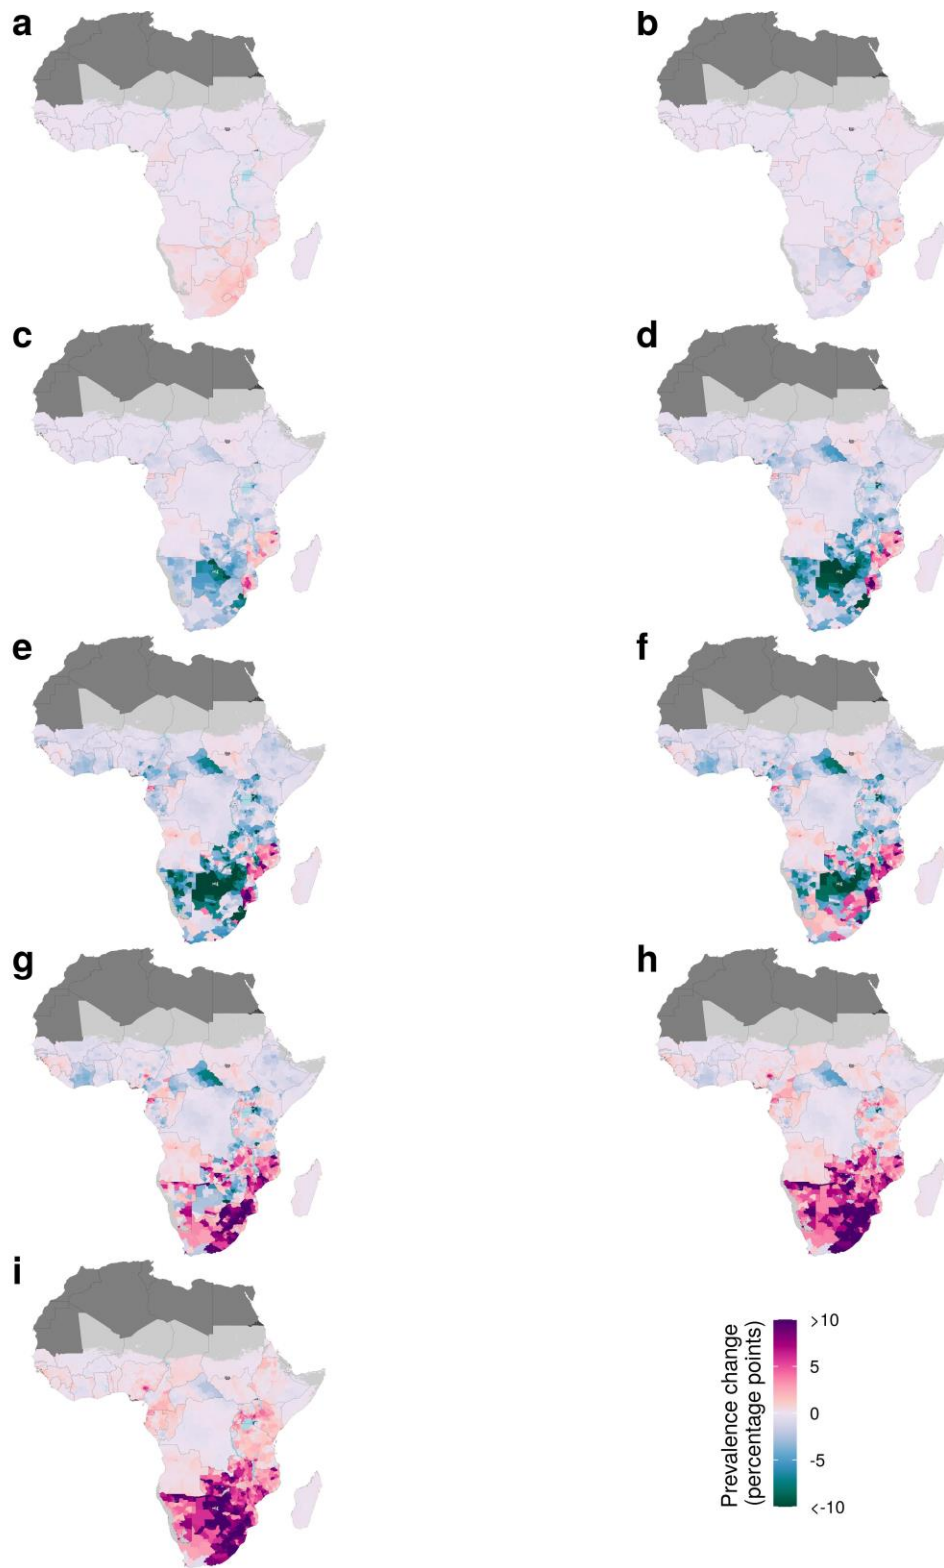 a
b
c
d
e
f
g
h
i
Prevalence change
(percentage points)
>10
5
0
-5
<-10